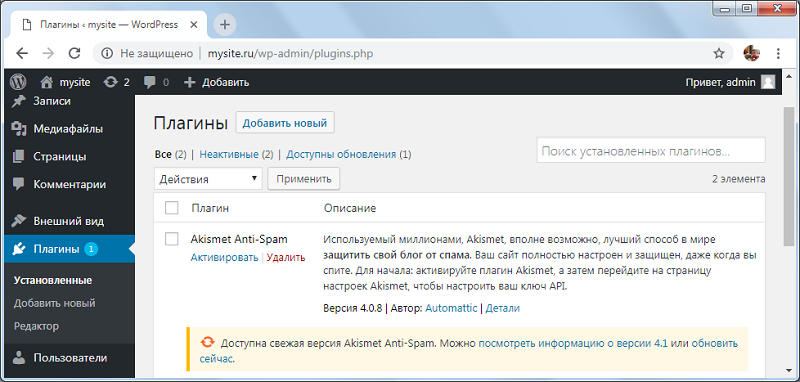 Плагины ‹ mysite — WordPress
Не защищено | mysite.ru/wp-admin/plugins.php
mysite 2 0 Добавить Привет, admin
Записи
Медиафайлы
Страницы
Комментарии
Внешний вид
Плагины 1
Установленные
Добавить новый
Редактор
Пользователи
Плагины Добавить новый
Все (2) | Неактивные (2) | Доступны обновления (1)
Поиск установленных плагинов...
Действия Применить
2 элемента
Плагин Описание
Akismet Anti-Spam
Активировать | Удалить
Используемый миллионами, Akismet, вполне возможно, лучший способ в мире
защитить свой блог от спама. Ваш сайт полностью настроен и защищен, даже когда вы
спите. Для начала: активируйте плагин Akismet, а затем перейдите на страницу
настроек Akismet, чтобы настроить ваш ключ API.
Версия 4.0.8 | Автор: Automattic | Детали
Доступна свежая версия Akismet Anti-Spam. Можно посмотреть информацию о версии 4.1 или обновить
сейчас.